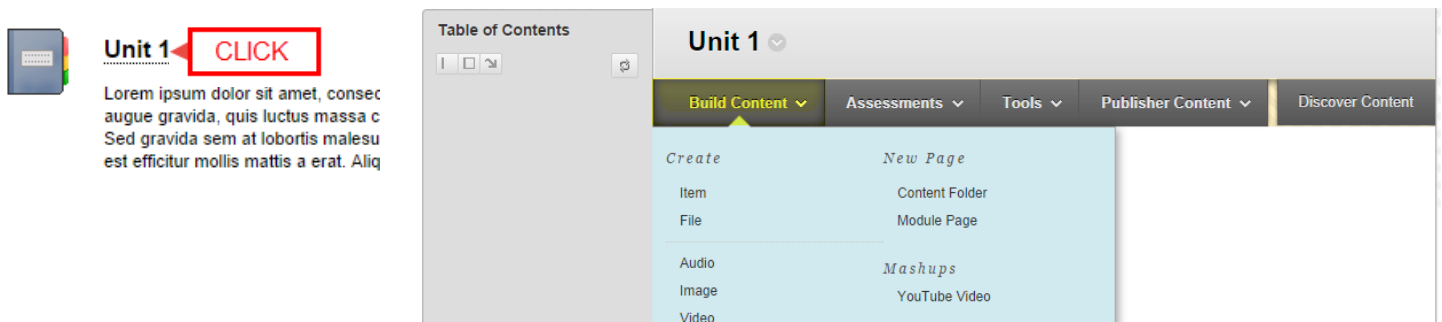 Unit 1
CLICK
Lorem ipsum dolor sit amet, consec
augue gravida, quis luctus massa c
Sed gravida sem at lobortis malesu
est efficitur mollis mattis a erat. Aliq
Table of Contents
Unit 1
Build Content Assessments Tools Publisher Content Discover Content
Create
Item
File
Audio
Image
Video
New Page
Content Folder
Module Page
Mashups
YouTube Video